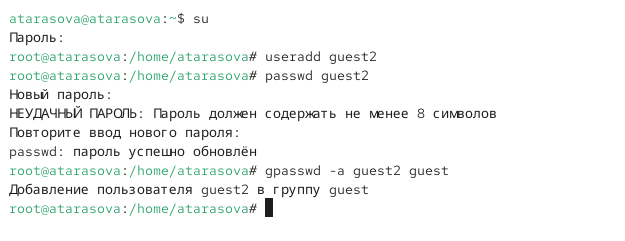 atarasova@atarasova:~$ su
Пароль:
root@atarasova:/home/atarasova# useradd guest2
root@atarasova:/home/atarasova# passwd guest2
Новый пароль:
НЕУДАЧНЫЙ ПАРОЛЬ: Пароль должен содержать не менее 8 символов
Повторите ввод нового пароля:
passwd: пароль успешно обновлён
root@atarasova:/home/atarasova# gpasswd -a guest2 guest
Добавление пользователя guest2 в группу guest
root@atarasova:/home/atarasova#